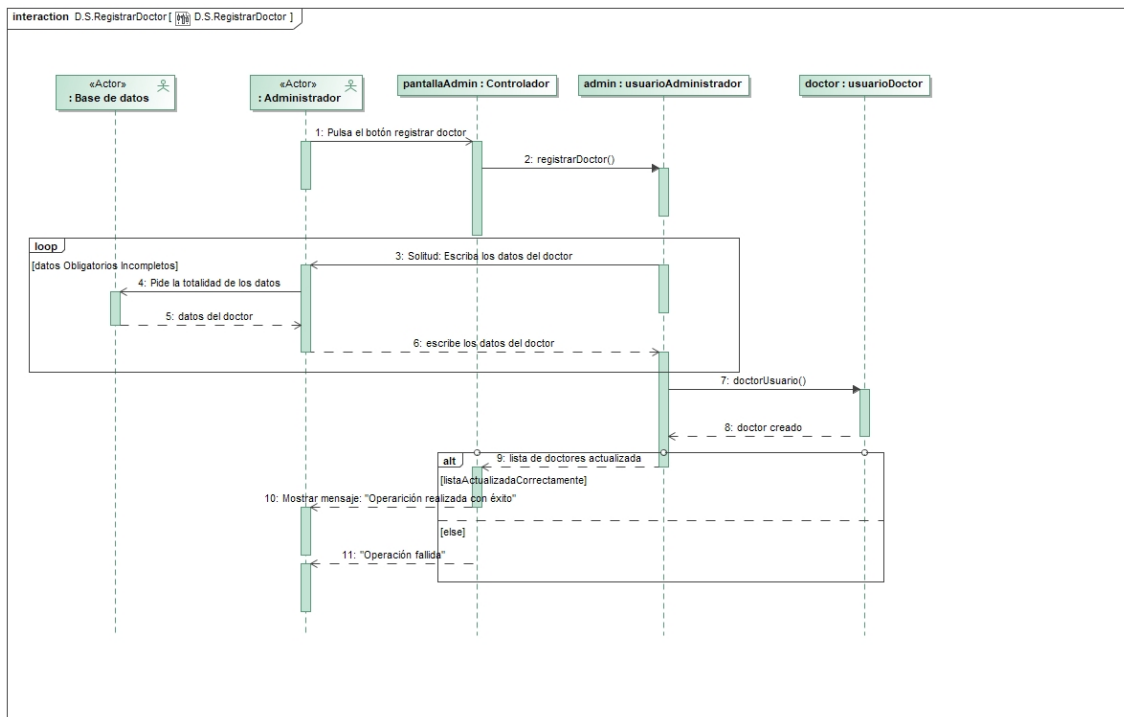 interaction D.S.RegistrarDoctor [ D.S.RegistrarDoctor ]
«Actor»
: Base de datos
«Actor»
: Administrador
pantallaAdmin : Controlador
admin : usuarioAdministrador
doctor : usuarioDoctor
1: Pulsa el botón registrar doctor
2: registrarDoctor()
loop
[datos Obligatorios Incompletos]
3: Solitud: Escriba los datos del doctor
4: Pide la totalidad de los datos
5: datos del doctor
6: escribe los datos del doctor
7: doctorUsuario()
8: doctor creado
alt
9: lista de doctores actualizada
[listaActualizadaCorrectamente]
10: Mostrar mensaje: "Operarición realizada con éxito"
[else]
11: "Operación fallida"